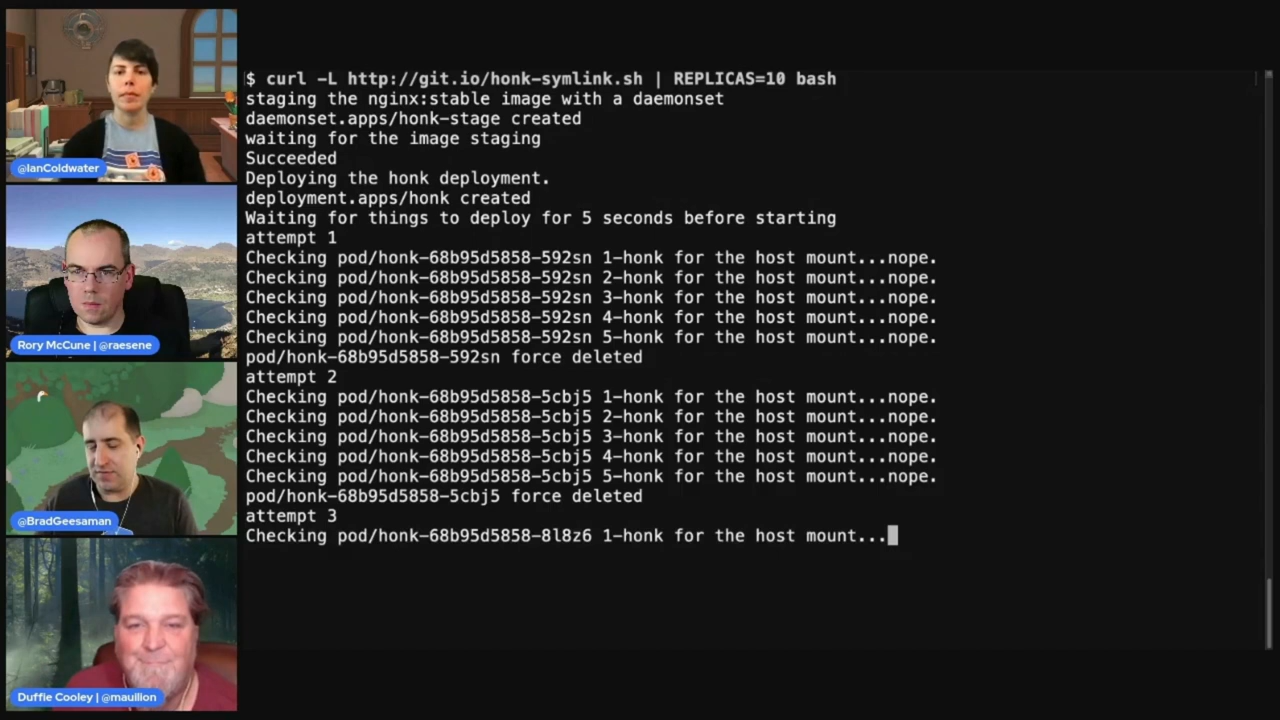 @IanColdwater
Rory McCune | @raesene
@BradGeesaman
Duffie Cooley | @mauilion
$ curl -L http://git.io/honk-symlink.sh | REPLICAS=10 bash
staging the nginx:stable image with a daemonset
daemonset.apps/honk-stage created
waiting for the image staging
Succeeded
Deploying the honk deployment.
deployment.apps/honk created
Waiting for things to deploy for 5 seconds before starting
attempt 1
Checking pod/honk-68b95d5858-592sn 1-honk for the host mount...nope.
Checking pod/honk-68b95d5858-592sn 2-honk for the host mount...nope.
Checking pod/honk-68b95d5858-592sn 3-honk for the host mount...nope.
Checking pod/honk-68b95d5858-592sn 4-honk for the host mount...nope.
Checking pod/honk-68b95d5858-592sn 5-honk for the host mount...nope.
pod/honk-68b95d5858-592sn force deleted
attempt 2
Checking pod/honk-68b95d5858-5cbj5 1-honk for the host mount...nope.
Checking pod/honk-68b95d5858-5cbj5 2-honk for the host mount...nope.
Checking pod/honk-68b95d5858-5cbj5 3-honk for the host mount...nope.
Checking pod/honk-68b95d5858-5cbj5 4-honk for the host mount...nope.
Checking pod/honk-68b95d5858-5cbj5 5-honk for the host mount...nope.
pod/honk-68b95d5858-5cbj5 force deleted
attempt 3
Checking pod/honk-68b95d5858-8l8z6 1-honk for the host mount...